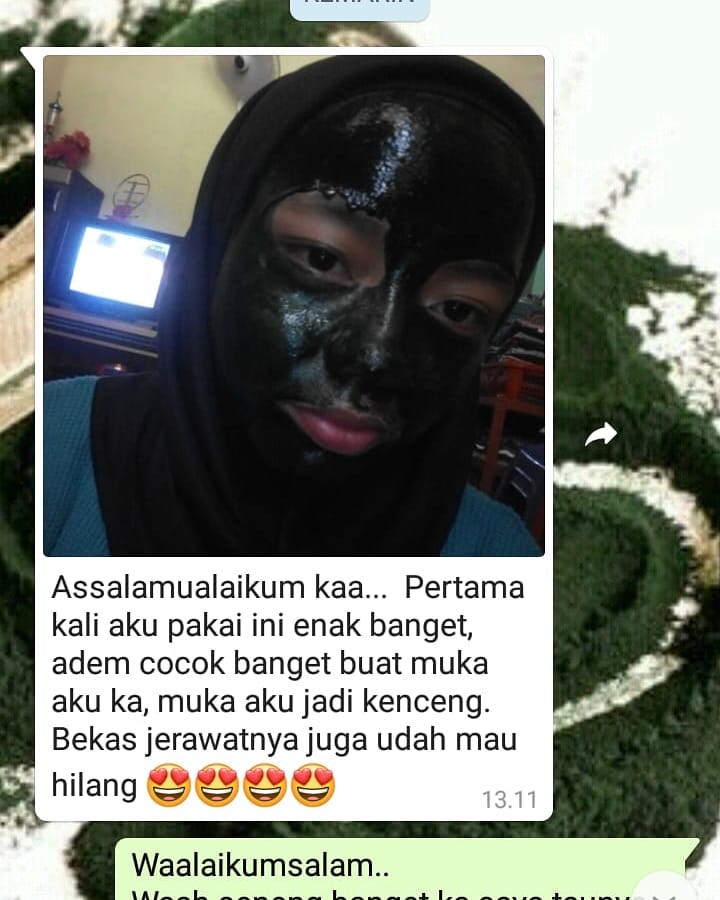 KEMARIN
Assalamualaikum kaa... Pertama
kali aku pakai ini enak banget,
adem cocok banget buat muka
aku ka, muka aku jadi kenceng.
Bekas jerawatnya juga udah mau
hilang 😍😍😍😍
13.11
Waalaikumsalam..